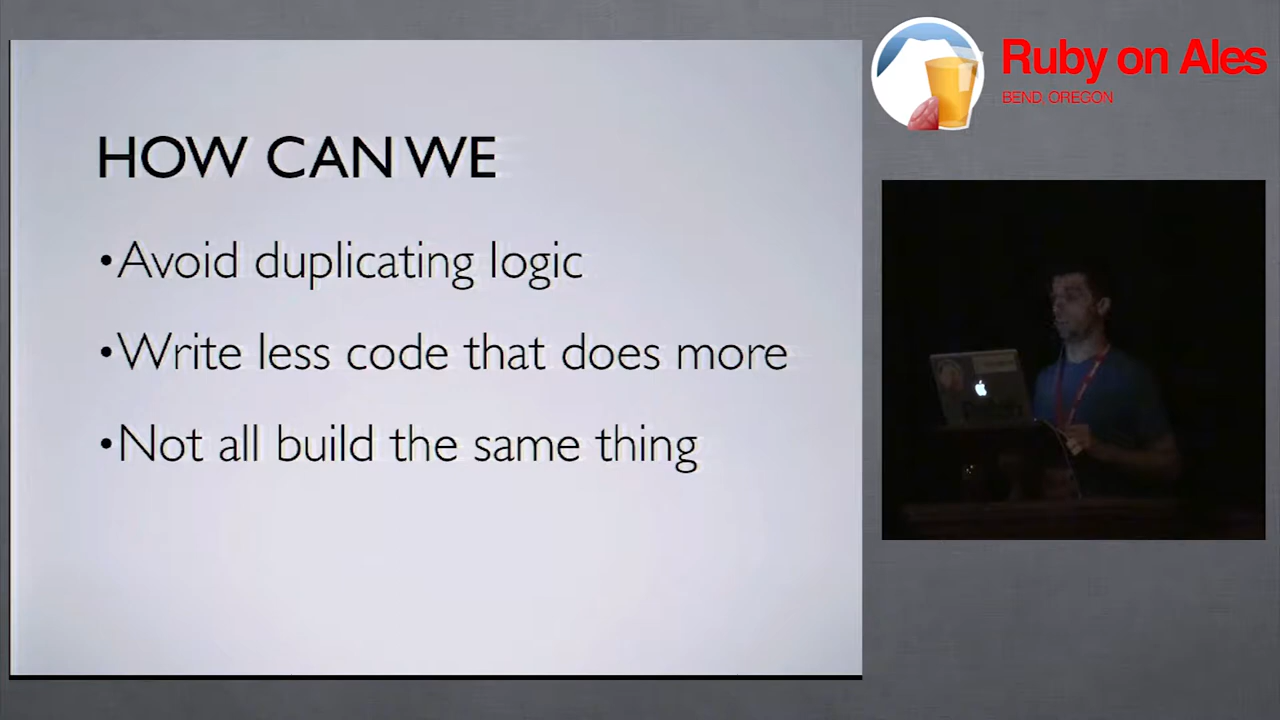 HOW CAN WE
•Avoid duplicating logic
•Write less code that does more
•Not all build the same thing
Ruby on Ales
BEND OREGON